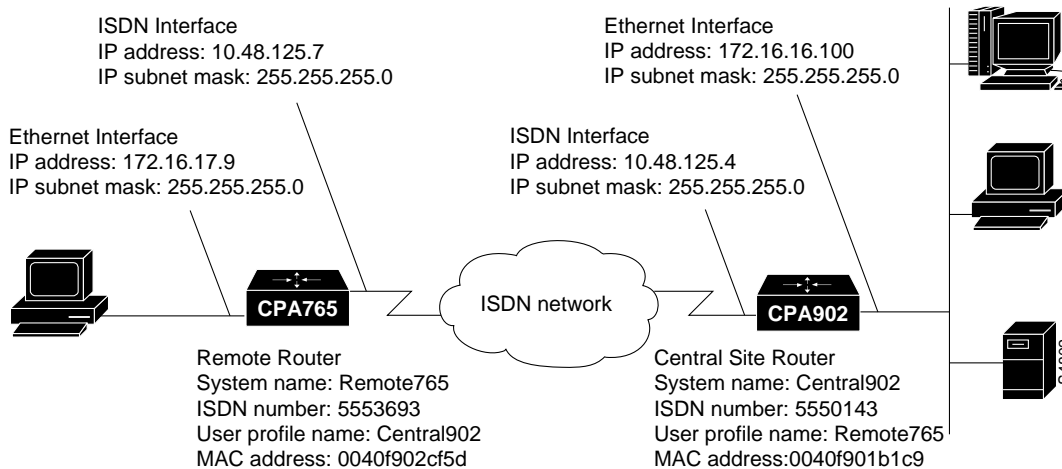 ISDN Interface
IP address: 10.48.125.7
IP subnet mask: 255.255.255.0
Ethernet Interface
IP address: 172.16.16.100
IP subnet mask: 255.255.255.0
Ethernet Interface
IP address: 172.16.17.9
IP subnet mask: 255.255.255.0
ISDN Interface
IP address: 10.48.125.4
IP subnet mask: 255.255.255.0
CPA765
ISDN network
CPA902
Remote Router
System name: Remote765
ISDN number: 5553693
User profile name: Central902
MAC address:0040f902cf5d
Central Site Router
System name: Central902
ISDN number: 5550143
User profile name: Remote765
MAC address:0040f901b1c9